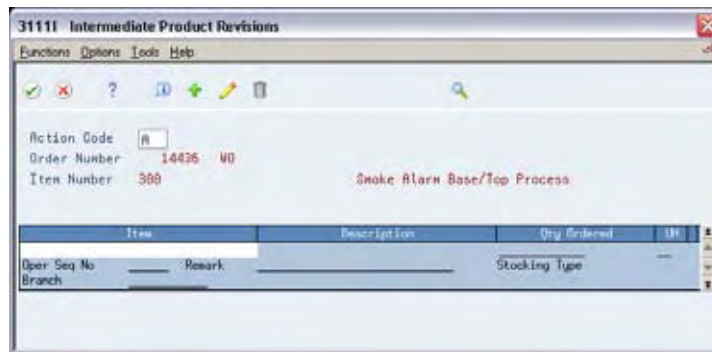 3111I Intermediate Product Revisions
Functions Options Tools Help
Action Code A
Order Number 14436 WO
Item Number 300 Smoke Alarm Base/Top Process
Item Description Qty Ordered UM
Oper Seq No Remark Stocking Type
Branch